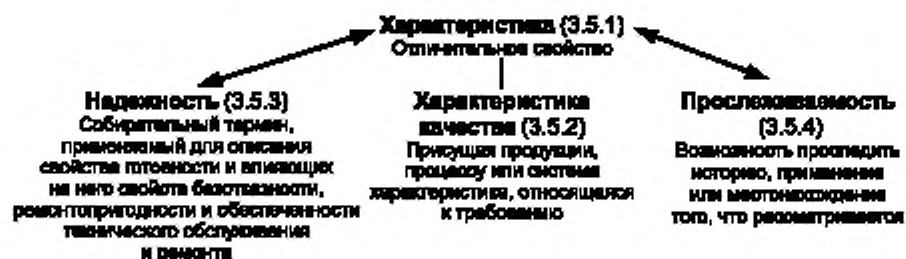 Характеристика (3.5.1)
Отличительное свойство
Надежность (3.5.3)
Собирательный термин,
применяемый для описания
свойства готовности и влияющих
на него свойств безотказности,
ремонтопригодности и обеспеченности
технического обслуживания
и ремонта
Характеристика
качества (3.5.2)
Присущая продукции,
процессу или системе
характеристика, относящаяся
к требованию
Прослеживаемость
(3.5.4)
Возможность проследить
историю, применение
или местонахождение
того, что рассматривается